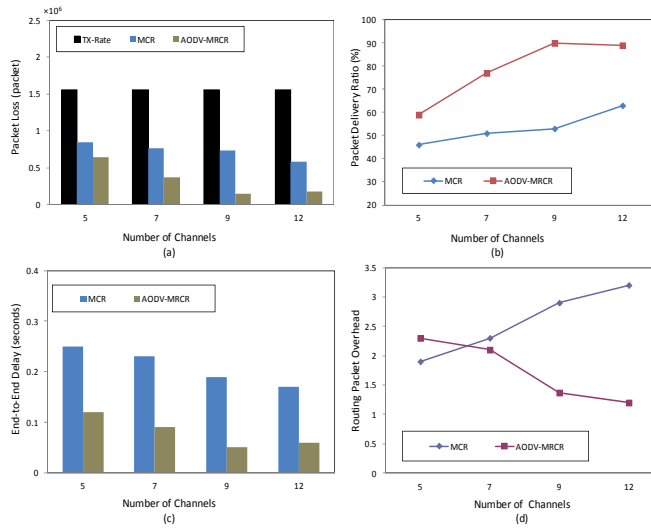 ×10⁶
2.5
2
1.5
1
0.5
0
Packet Loss (packet)
TX-Rate MCR AODV-MRCR
5 7 9 12
Number of Channels
(a)
100
90
80
70
60
50
40
30
20
Packet Delivery Ratio (%)
MCR AODV-MRCR
5 7 9 12
Number of Channels
(b)
0.4
0.3
0.2
0.1
0
End-to-End Delay (seconds)
MCR AODV-MRCR
5 7 9 12
Number of Channels
(c)
3.5
3
2.5
2
1.5
1
0.5
0
Routing Packet Overhead
MCR AODV-MRCR
5 7 9 12
Number of Channels
(d)